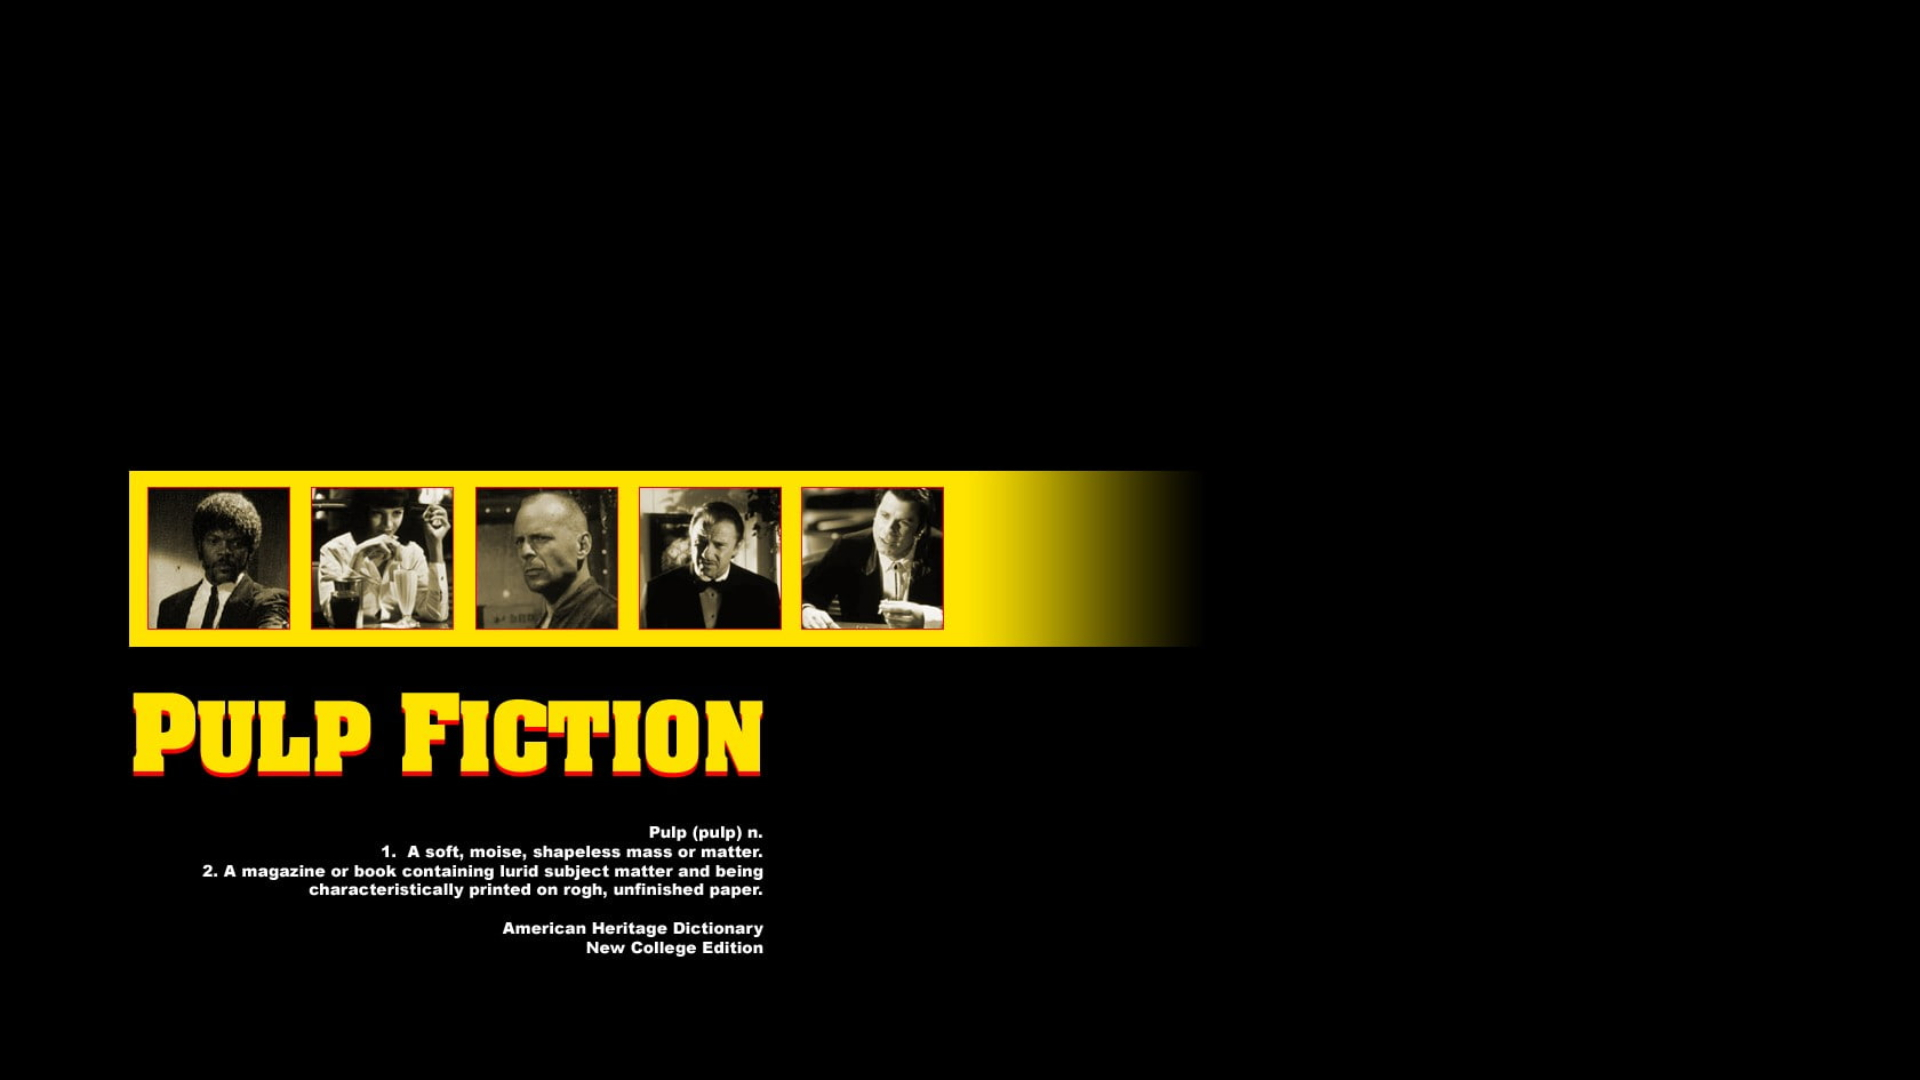 PULP FICTION
Pulp (pulp) n.
1. A soft, moise, shapeless mass or matter.
2. A magazine or book containing lurid subject matter and being
characteristically printed on rogh, unfinished paper.
American Heritage Dictionary
New College Edition